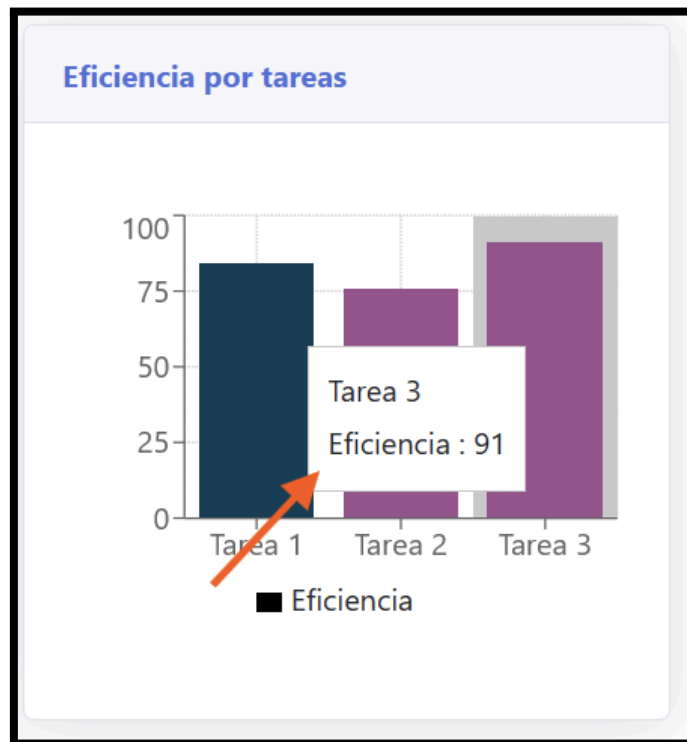 Eficiencia por tareas
100
75
50
25
0
Tarea 3
Eficiencia : 91
Tarea 1
Tarea 2
Tarea 3
Eficiencia